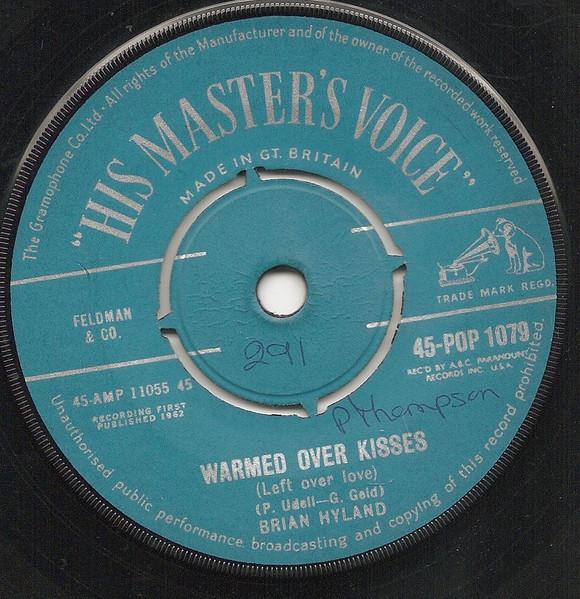 The Gramophone Co. Ltd. All rights of the Manufacturer and of the owner of the recorded work reserved
"HIS MASTER'S VOICE"
MADE IN GT. BRITAIN
TRADE MARK REGD.
FELDMAN
& CO.
45-POP 1079
REC'D BY A.B.C. PARAMOUNT
RECORDS INC. U.S.A.
45-AMP 11055 45
RECORDING FIRST
PUBLISHED 1962
291
P Thompson
WARMED OVER KISSES
(Left over love)
(P. Udell—G. Geld)
BRIAN HYLAND
Unauthorised public performance broadcasting and copying of this record prohibited.